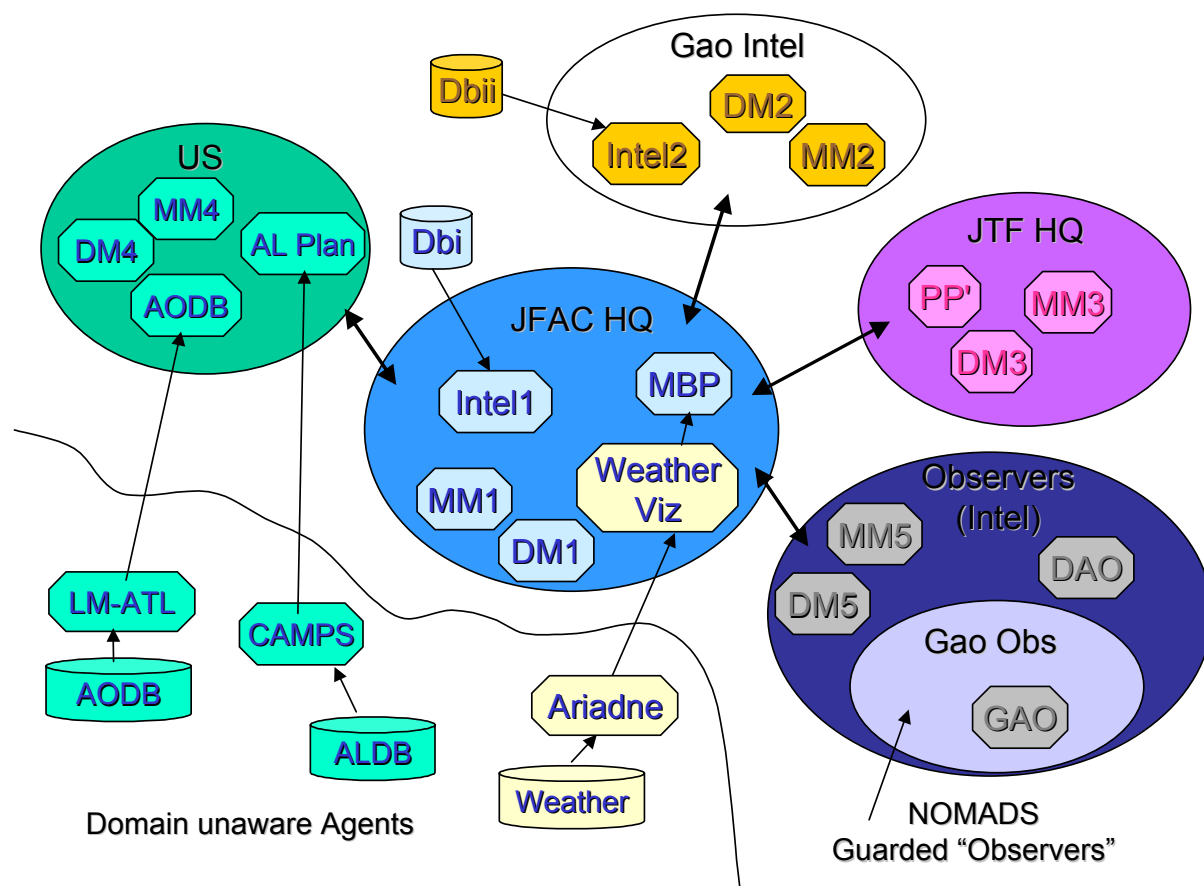 Gao Intel
Dbii
DM2
Intel2
MM2
US
MM4
DM4
AL Plan
AODB
Dbi
JFAC HQ
Intel1
MBP
Weather
Viz
MM1
DM1
JTF HQ
PP'
MM3
DM3
Observers
(Intel)
MM5
DAO
DM5
Gao Obs
GAO
LM-ATL
AODB
CAMPS
ALDB
Ariadne
Weather
Domain unaware Agents
NOMADS
Guarded “Observers”